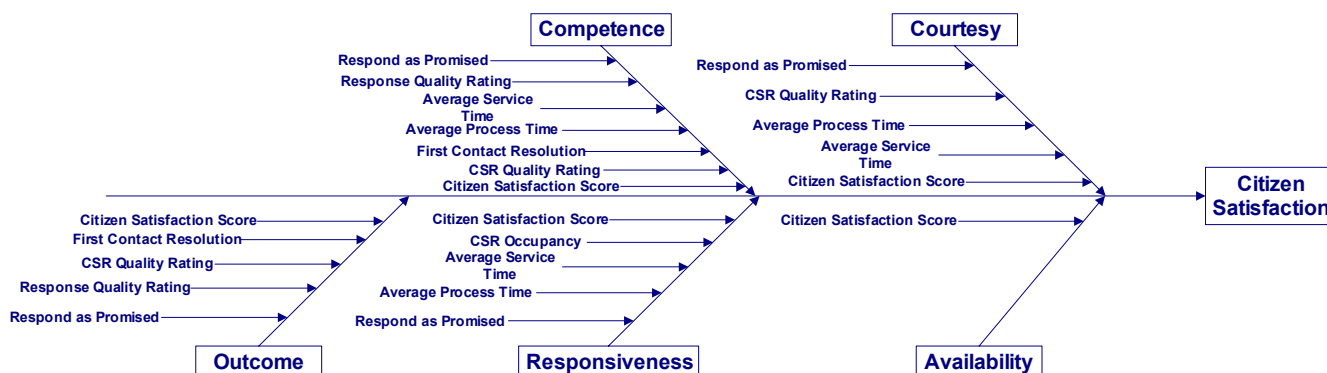 Competence
Courtesy
Respond as Promised
Response Quality Rating
Average Service
Time
Average Process Time
First Contact Resolution
CSR Quality Rating
Citizen Satisfaction Score
Respond as Promised
CSR Quality Rating
Average Process Time
Average Service
Time
Citizen Satisfaction Score
Citizen
Satisfaction
Citizen Satisfaction Score
First Contact Resolution
CSR Quality Rating
Response Quality Rating
Respond as Promised
Citizen Satisfaction Score
CSR Occupancy
Average Service
Time
Average Process Time
Respond as Promised
Citizen Satisfaction Score
Outcome
Responsiveness
Availability